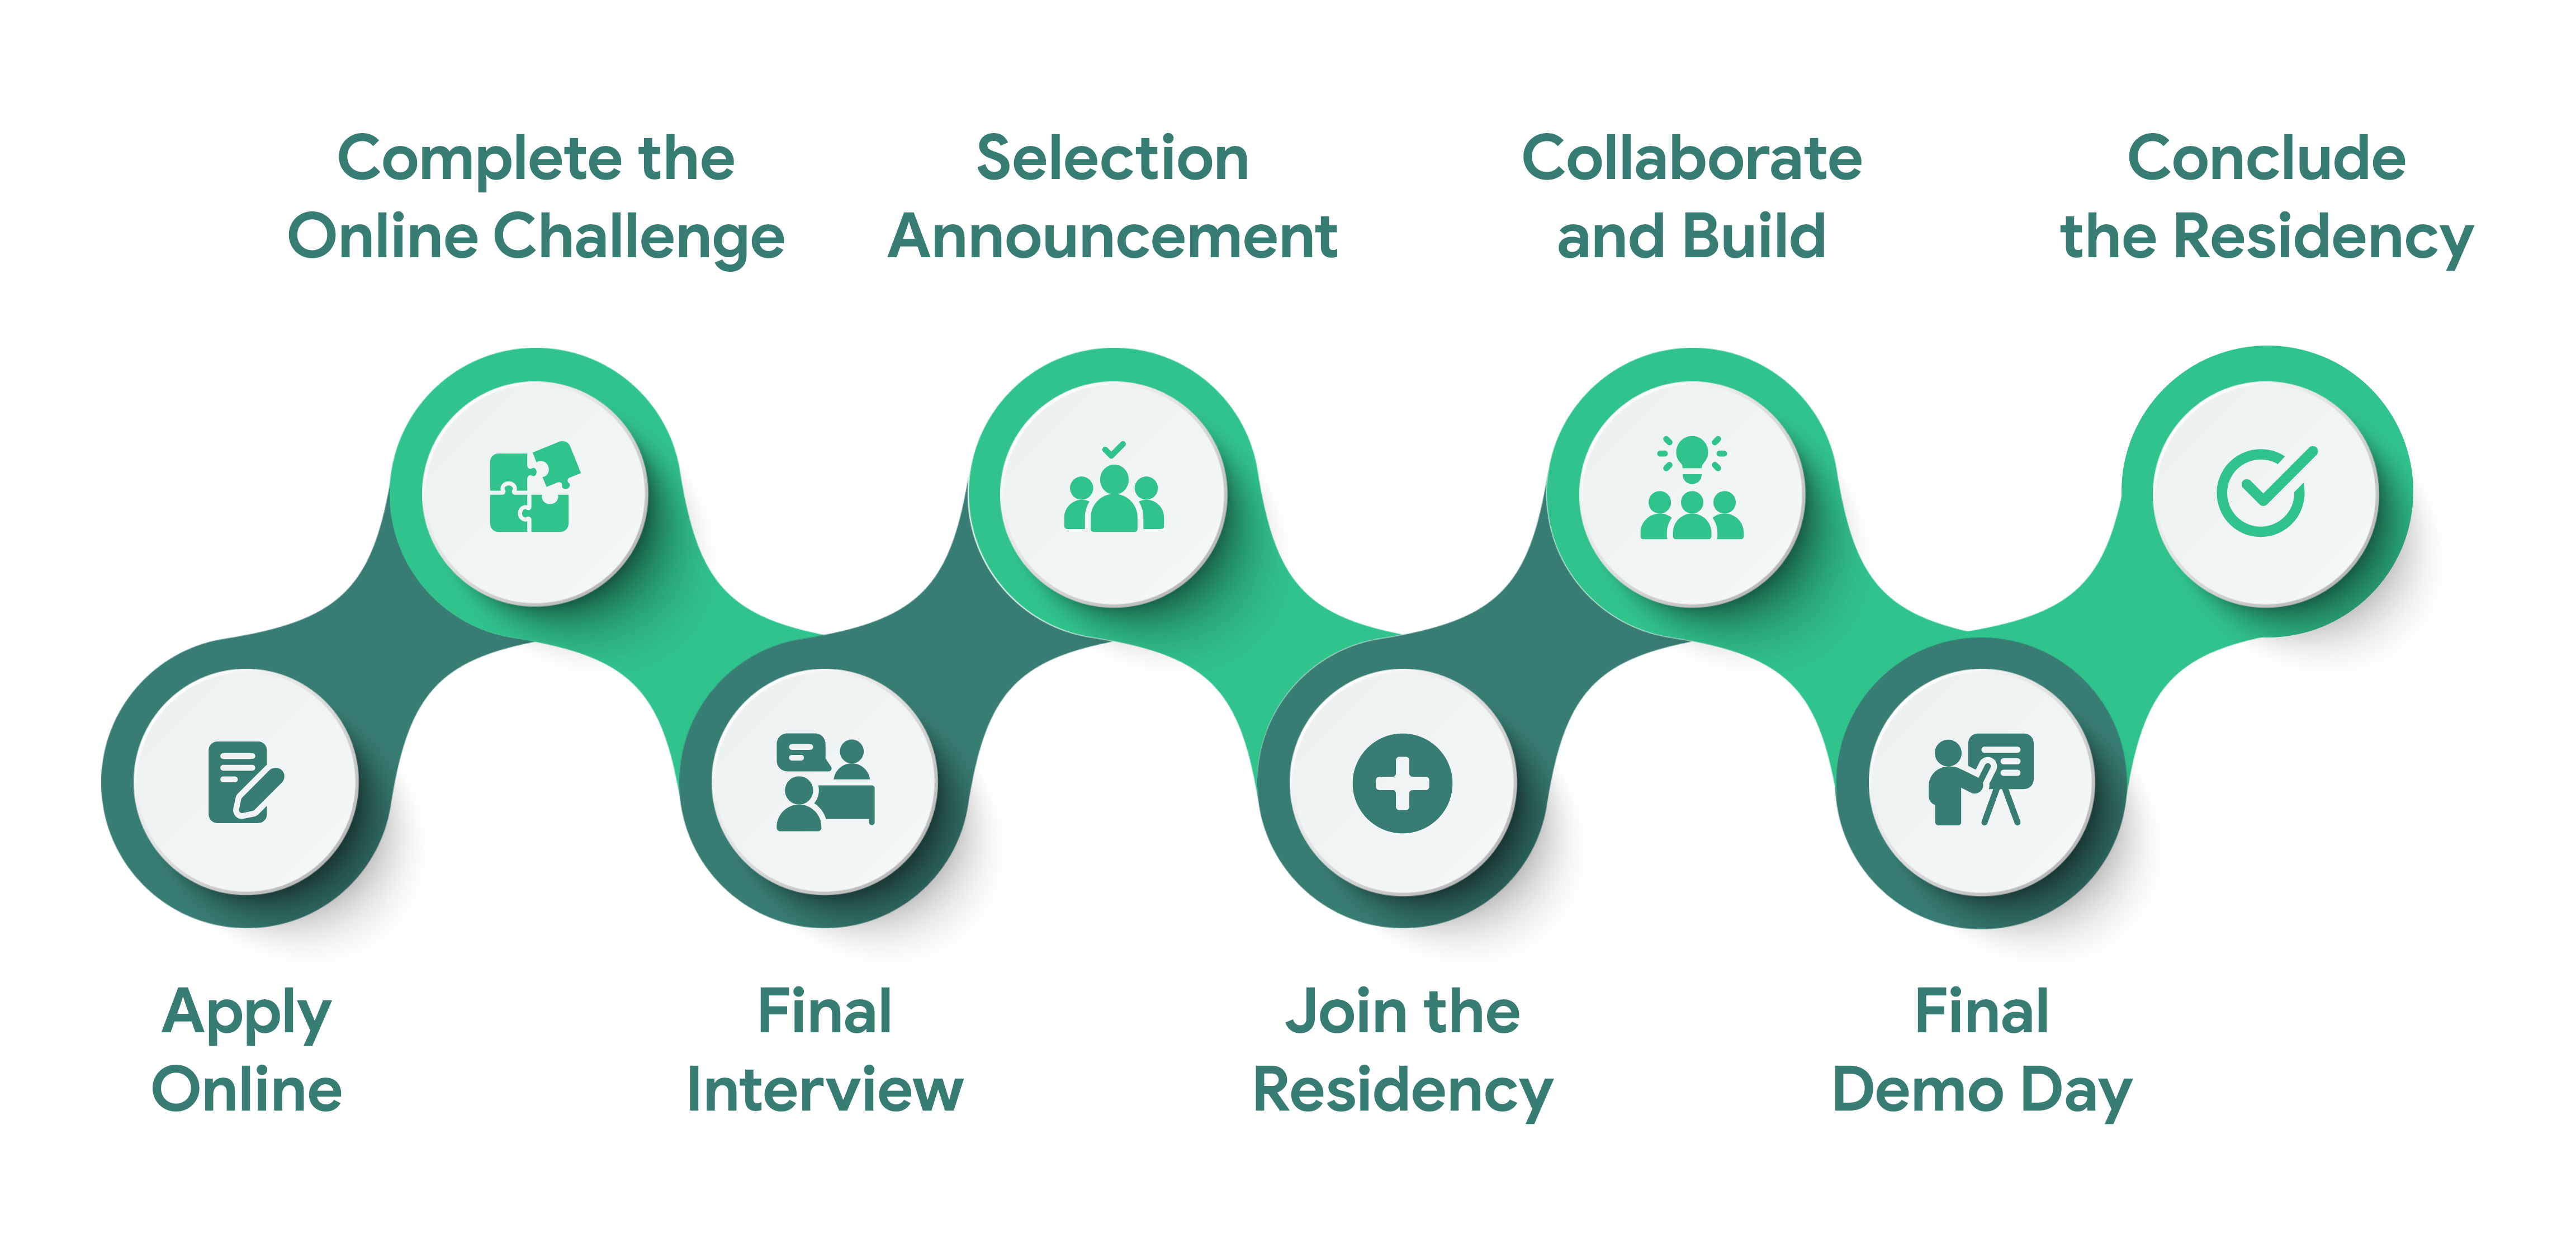 Complete the
Online Challenge
Selection
Announcement
Collaborate
and Build
Conclude
the Residency
Apply
Online
Final
Interview
Join the
Residency
Final
Demo Day